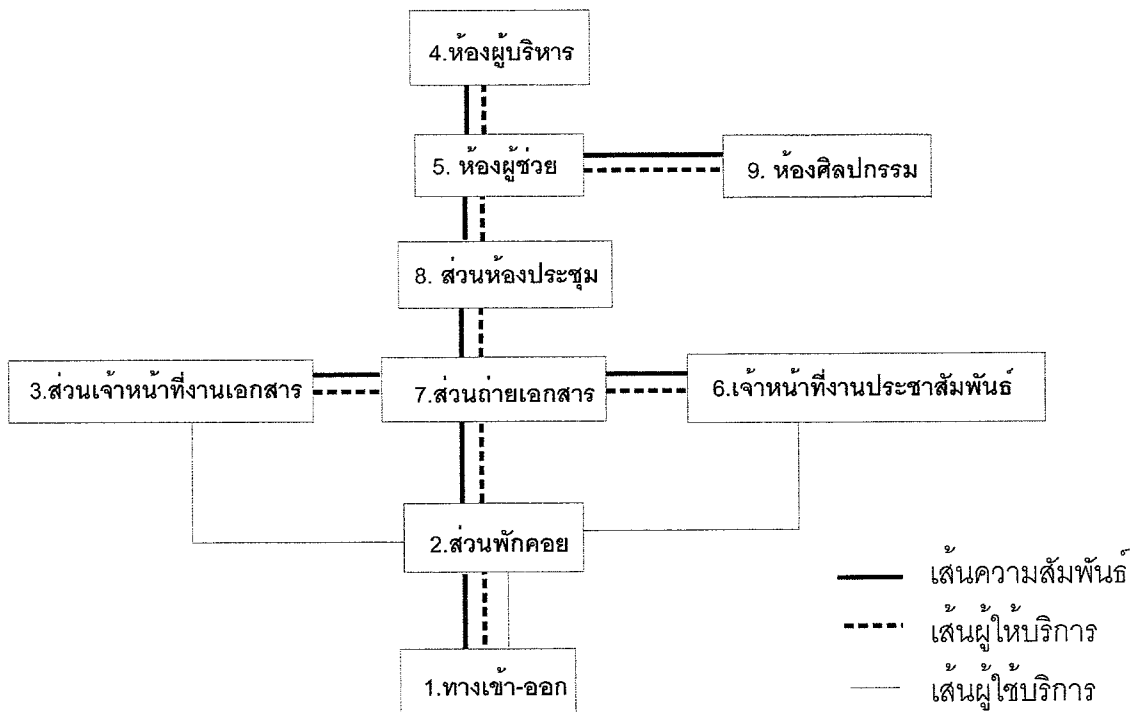 4.ห้องผู้บริหาร
5. ห้องผู้ช่วย
9. ห้องศิลปกรรม
8. ส่วนห้องประชุม
3.ส่วนเจ้าหน้าที่งานเอกสาร
7.ส่วนถ่ายเอกสาร
6.เจ้าหน้าที่งานประชาสัมพันธ์
2.ส่วนพักคอย
เส้นความสัมพันธ์
เส้นผู้ให้บริการ
1.ทางเข้า-ออก
เส้นผู้ใช้บริการ